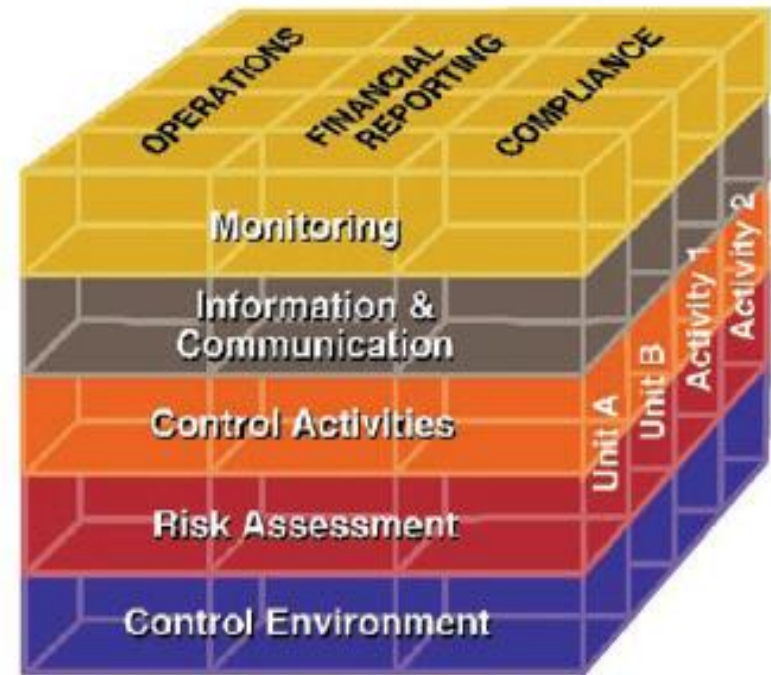 OPERATIONS
FINANCIAL
REPORTING
COMPLIANCE
Monitoring
Information &
Communication
Control Activities
Risk Assessment
Control Environment
Unit A
Unit B
Activity 1
Activity 2